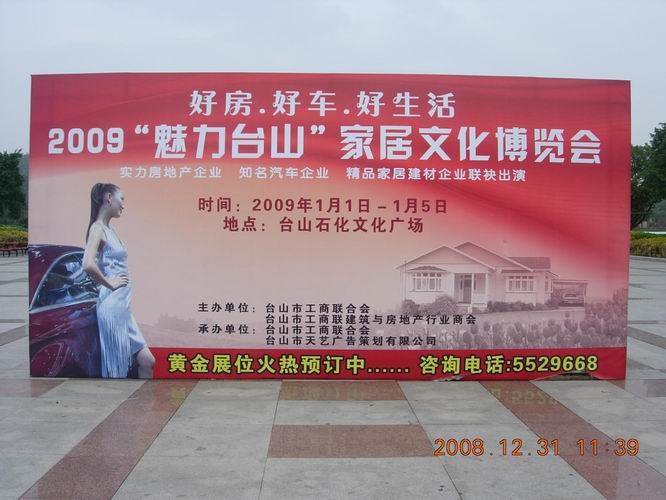 好房.好车.好生活
2009“魅力台山”家居文化博览会
实力房地产企业 知名汽车企业 精品家居建材企业联袂出演
时间：2009年1月1日－1月5日
地点：台山石化文化广场
主办单位：台山市工商联合会
台山市工商联建筑与房地产行业商会
承办单位：台山市工商联合会
台山市天艺广告策划有限公司
黄金展位火热预订中...... 咨询电话:5529668
2008.12.31 11:39